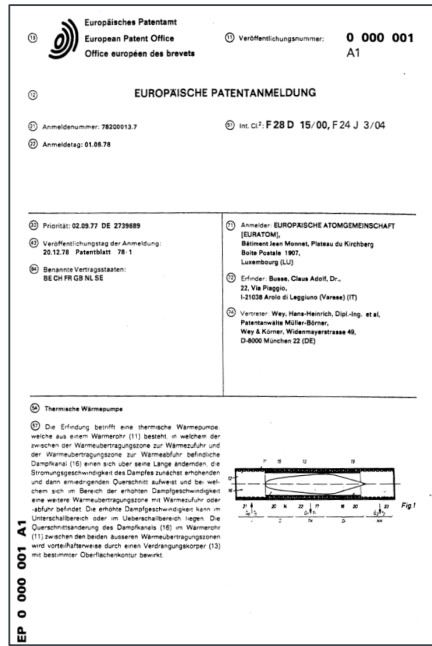 ⑲ Europäisches Patentamt
European Patent Office
Office européen des brevets
⑪ Veröffentlichungsnummer: 0 000 001
A1
⑫ EUROPÄISCHE PATENTANMELDUNG
㉑ Anmeldenummer: 78200013.7
㉒ Anmeldetag: 01.06.78
�51 Int. Cl.²: F 28 D 15/00, F 24 J 3/04
㉚ Priorität: 02.09.77 DE 2739689
㊸ Veröffentlichungstag der Anmeldung:
20.12.78 Patentblatt 78/1
84 Benannte Vertragsstaaten:
BE CH FR GB NL SE
71 Anmelder: EUROPÄISCHE ATOMGEMEINSCHAFT
[EURATOM],
Bâtiment Jean Monnet, Plateau du Kirchberg
Boite Postale 1907,
Luxembourg (LU)
72 Erfinder: Busse, Claus Adolf, Dr.,
22, Via Piaggio,
I-21038 Arolo di Leggiuno (Varese) (IT)
74 Vertreter: Wey, Hans-Heinrich, Dipl.-Ing. et al,
Patentanwälte Müller-Börner,
Wey & Körner, Widenmayerstrasse 49,
D-8000 München 22 (DE)
54 Thermische Wärmepumpe
57 Die Erfindung betrifft eine thermische Wärmepumpe,
welche aus einem Wärmerohr (11) besteht, in welchem der
zwischen der Wärmeübertragungszone zur Wärmezufuhr und
der Wärmeübertragungszone zur Wärmeabfuhr befindliche
Dampfkanal (16) einen sich über seine Länge ändernden, die
Strömungsgeschwindigkeit des Dampfes zunächst erhöhenden
und dann erniedrigenden Querschnitt aufweist und bei wel-
chem sich im Bereich der erhöhten Dampfgeschwindigkeit
eine weitere Wärmeübertragungszone mit Wärmezufuhr oder
-abfuhr befindet. Die erhöhte Dampfgeschwindigkeit kann im
Unterschallbereich oder im Ueberschallbereich liegen. Die
Querschnittsänderung des Dampfkanals (16) im Wärmerohr
(11) zwischen den beiden äusseren Wärmeübertragungszonen
wird vorteilhafterweise durch einen Verdrängungskörper (13)
mit bestimmter Oberflächenkontur bewirkt.
Fig.1
EP 0 000 001 A1